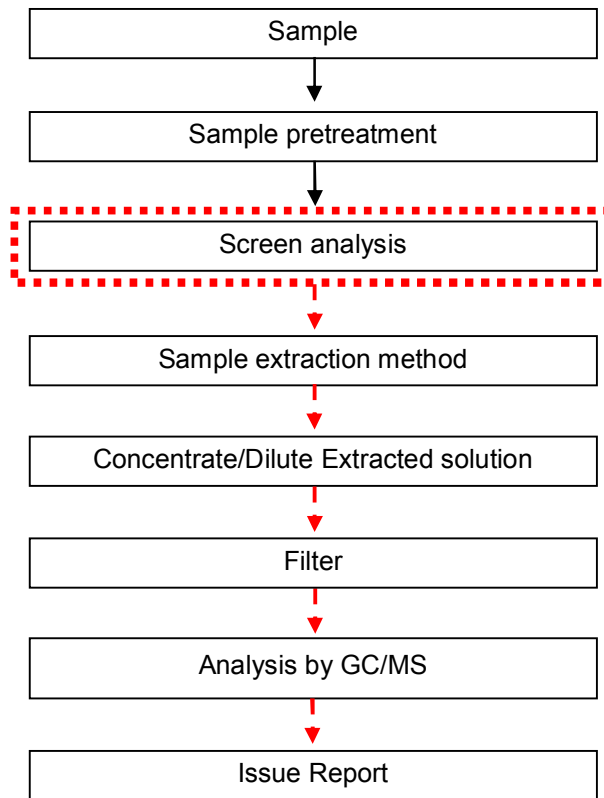 Sample
Sample pretreatment
Screen analysis
Sample extraction method
Concentrate/Dilute Extracted solution
Filter
Analysis by GC/MS
Issue Report